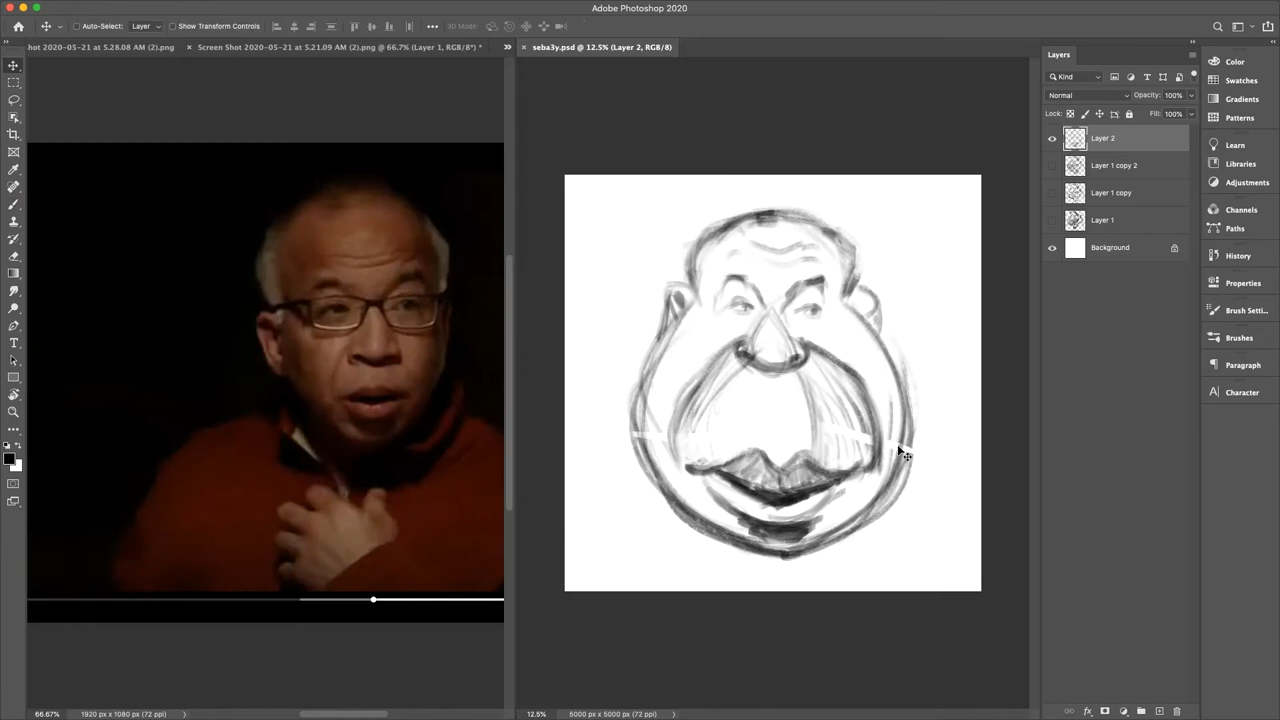 Adobe Photoshop 2020
Auto-Select: Layer Show Transform Controls 3D Mode:
hot 2020-05-21 at 5.28.08 AM (2).png × Screen Shot 2020-05-21 at 5.21.09 AM (2).png @ 66.7% (Layer 1, RGB/8*) * » × seba3y.psd @ 12.5% (Layer 2, RGB/8)
Layers
Kind
Normal Opacity: 100%
Lock: Fill: 100%
Layer 2
Layer 1 copy 2
Layer 1 copy
Layer 1
Background
Color
Swatches
Gradients
Patterns
Learn
Libraries
Adjustments
Channels
Paths
History
Properties
Brush Setti...
Brushes
Paragraph
Character
66.67% 1920 px x 1080 px (72 ppi) 12.5% 5000 px x 5000 px (72 ppi)